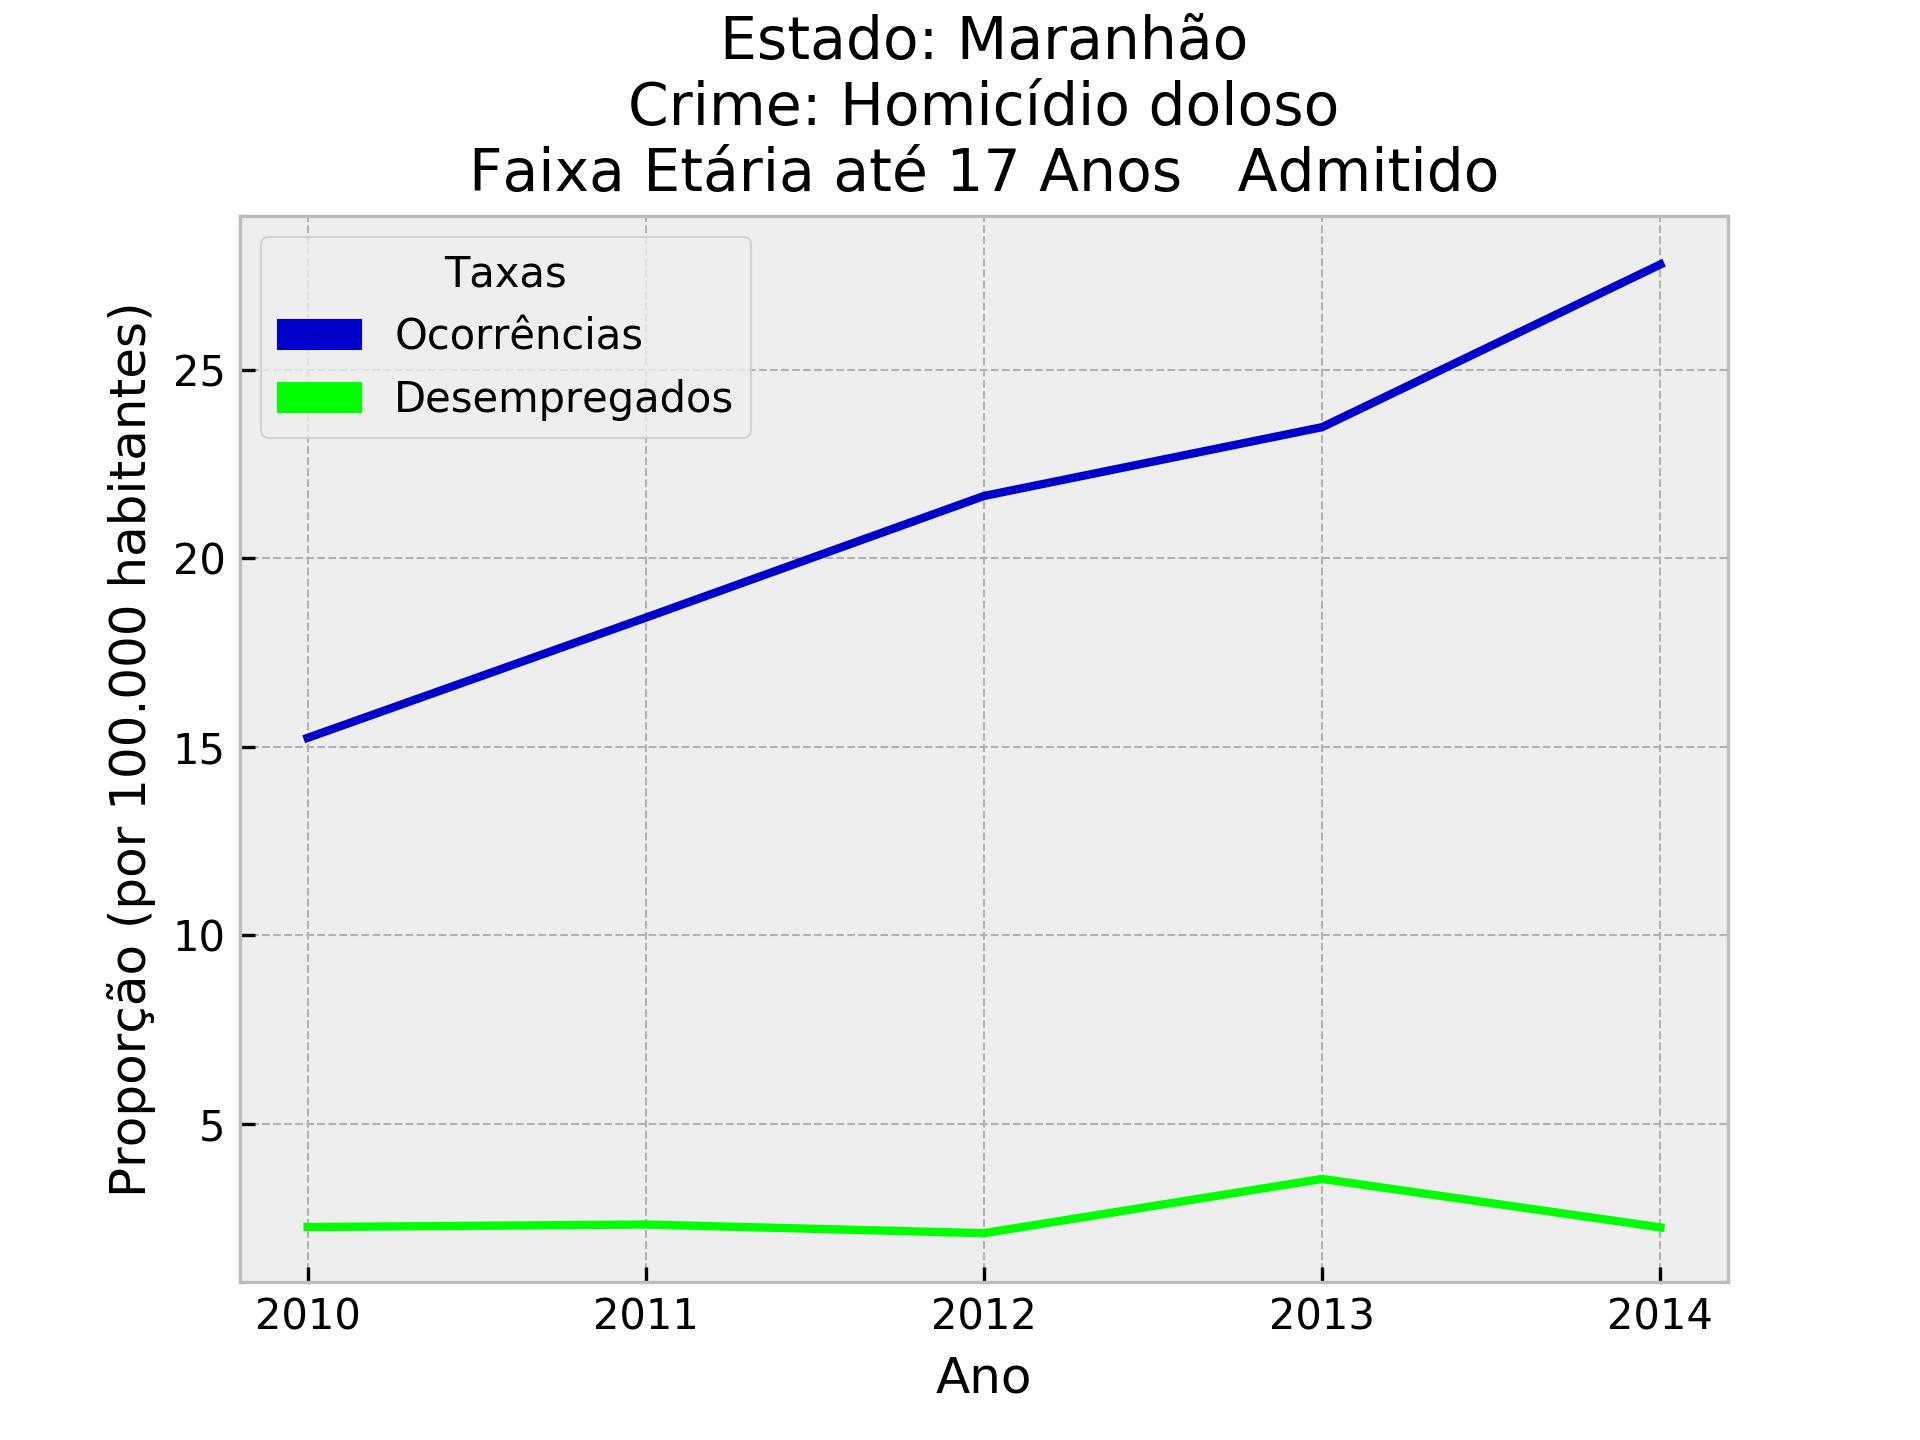 Estado: Maranhão
Crime: Homicídio doloso
Faixa Etária até 17 Anos   Admitido
Taxas
Ocorrências
Desempregados
Proporção (por 100.000 habitantes)
25
20
15
10
5
2010
2011
2012
2013
2014
Ano